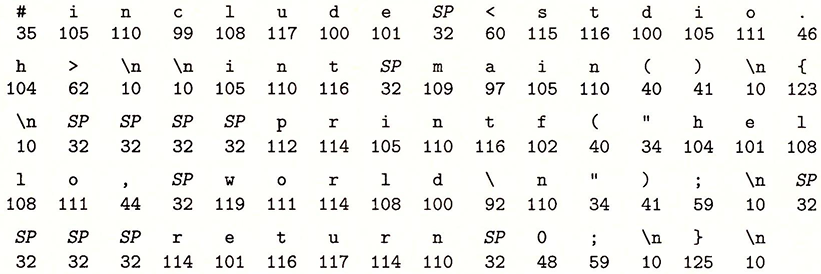 # i n c l u d e SP < s t d i o .
35 105 110 99 108 117 100 101 32 60 115 116 100 105 111 46
h > \n \n i n t SP m a i n ( ) \n {
104 62 10 10 105 110 116 32 109 97 105 110 40 41 10 123
\n SP SP SP SP p r i n t f ( " h e l
10 32 32 32 32 112 114 105 110 116 102 40 34 104 101 108
l o , SP w o r l d \ n " ) ; \n SP
108 111 44 32 119 111 114 108 100 92 110 34 41 59 10 32
SP SP SP r e t u r n SP 0 ; \n } \n
32 32 32 114 101 116 117 114 110 32 48 59 10 125 10